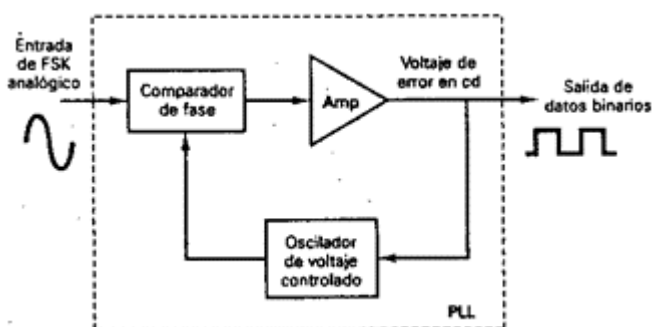 Entrada
de FSK
analógico
Comparador
de fase
Amp
Voltaje de
error en cd
Salida de
datos binarios
Oscilador
de voltaje
controlado
PLL